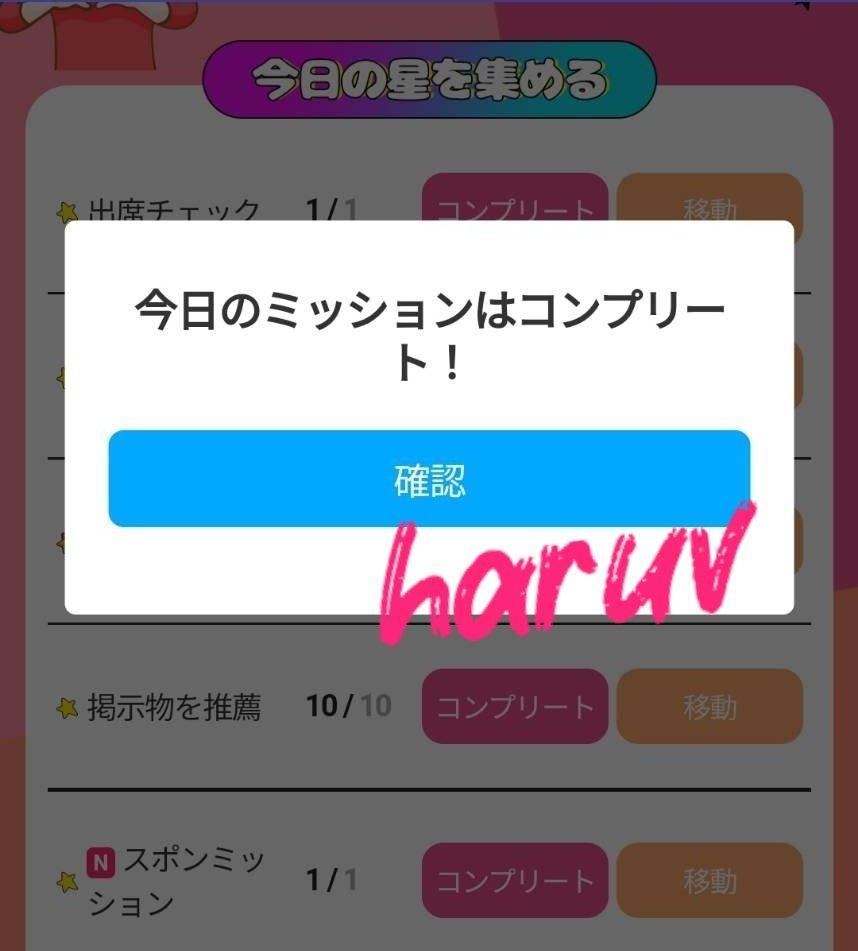 今日の星を集める
出席チェック 1/1 コンプリート 移動
今日のミッションはコンプリー
ト！
確認
haruv
掲示物を推薦 10/10 コンプリート 移動
N スポンミッ
ション 1/1 コンプリート 移動